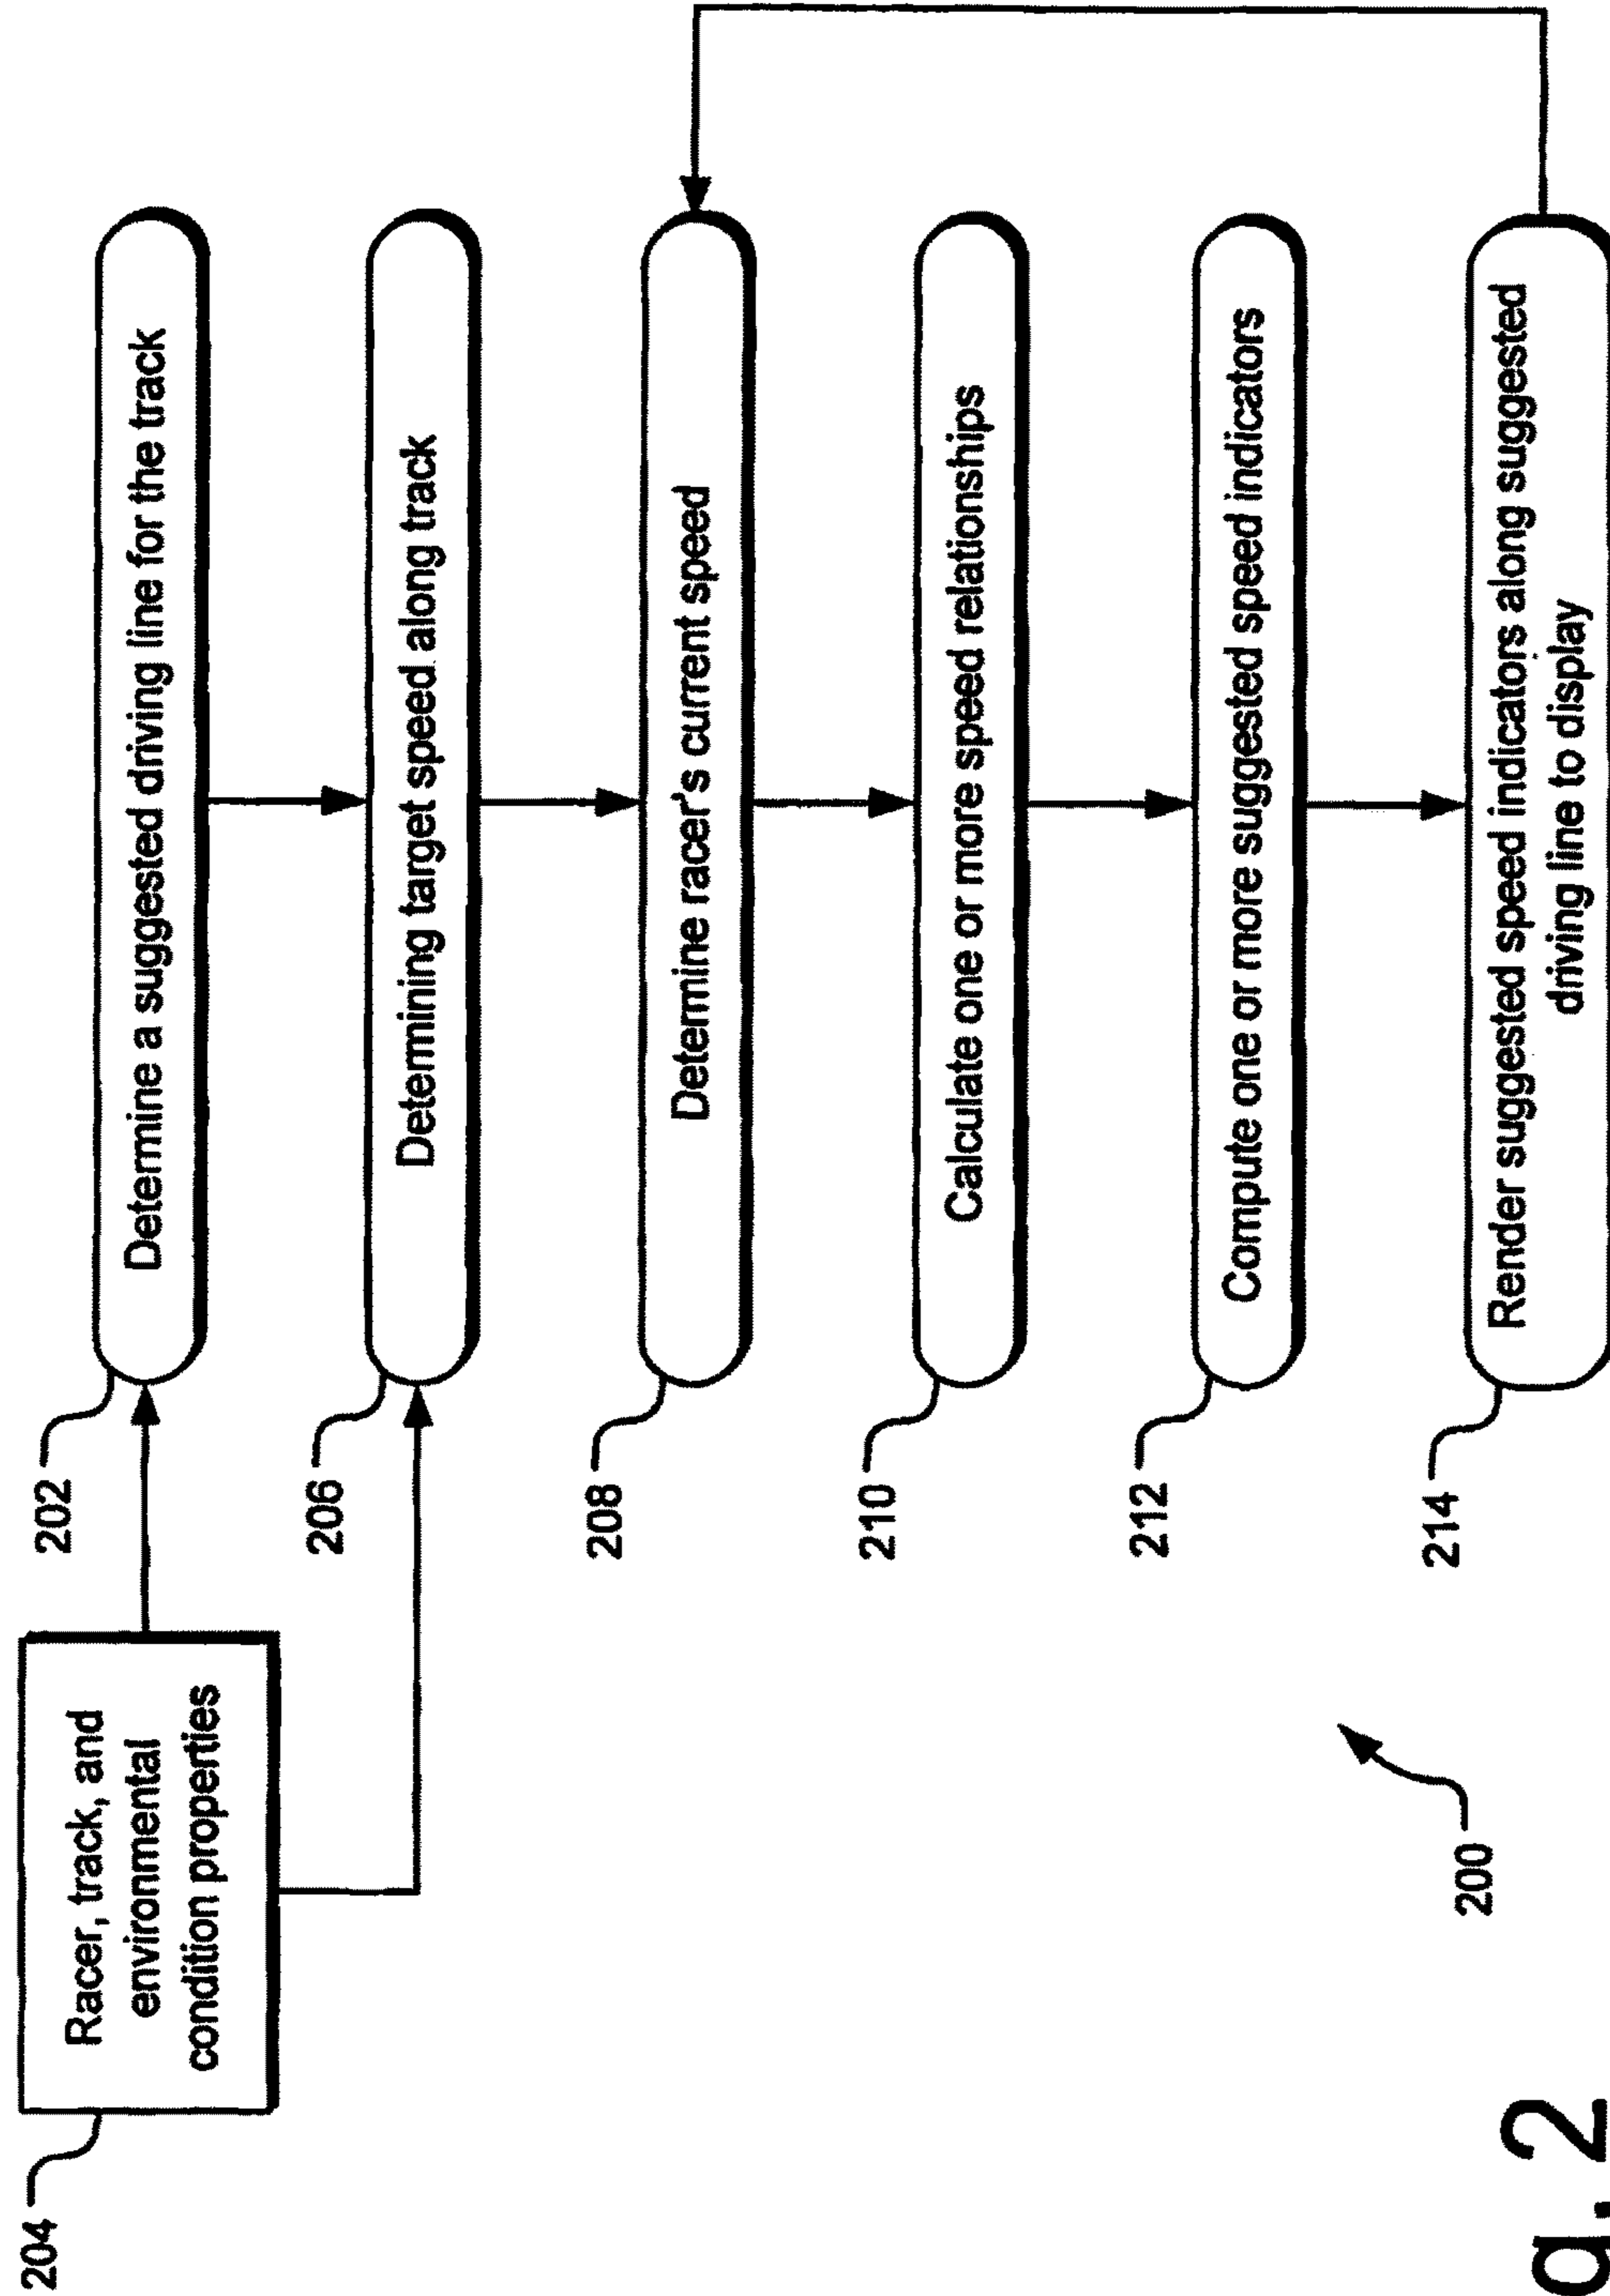 204
Racer, track, and
environmental
condition properties
202
Determine a suggested driving line for the track
206
Determining target speed along track
208
Determine racer's current speed
210
Calculate one or more speed relationships
212
Compute one or more suggested speed indicators
214
Render suggested speed indicators along suggested
driving line to display
200
g. 2